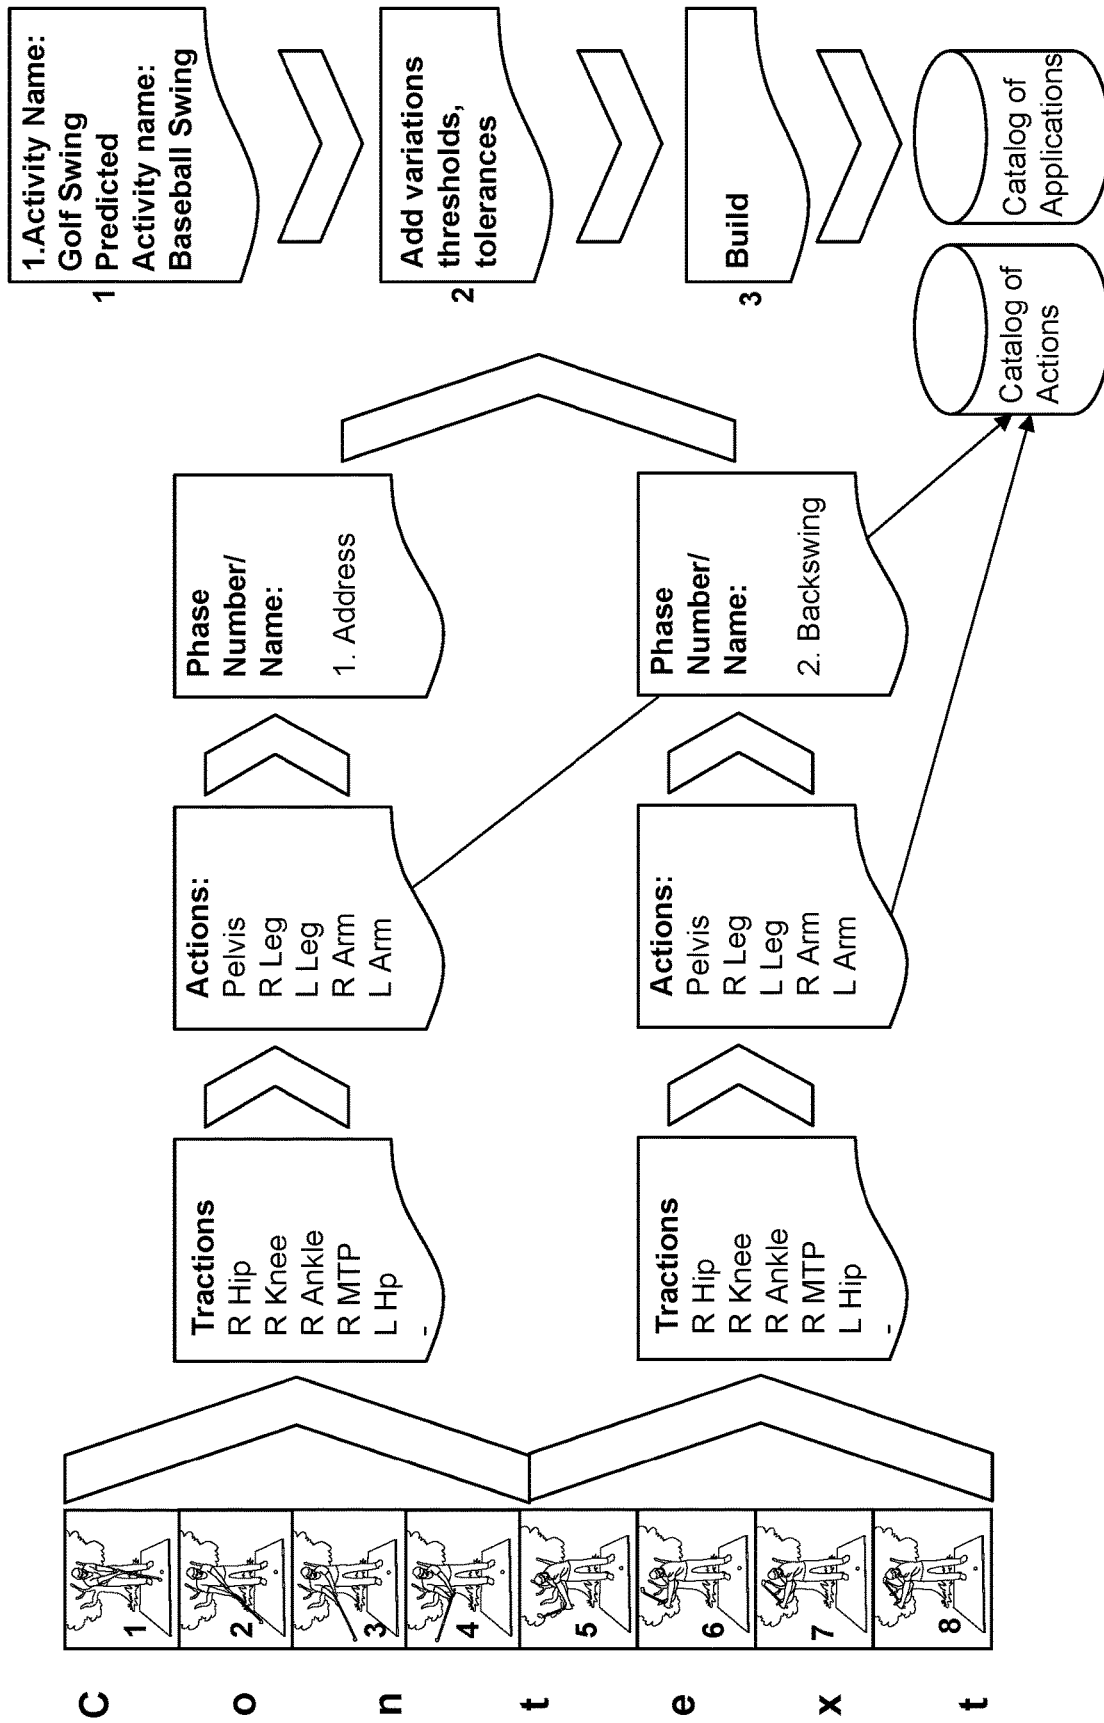 C
o
n
t
e
x
t
1
2
3
4
5
6
7
8
Tractions
R Hip
R Knee
R Ankle
R MTP
L Hp
-
Actions:
Pelvis
R Leg
L Leg
R Arm
L Arm
Phase
Number/
Name:
1. Address
Tractions
R Hip
R Knee
R Ankle
R MTP
L Hip
-
Actions:
Pelvis
R Leg
L Leg
R Arm
L Arm
Phase
Number/
Name:
2. Backswing
1
1.Activity Name:
Golf Swing
Predicted
Activity name:
Baseball Swing
2
Add variations
thresholds,
tolerances
3
Build
Catalog of
Actions
Catalog of
Applications